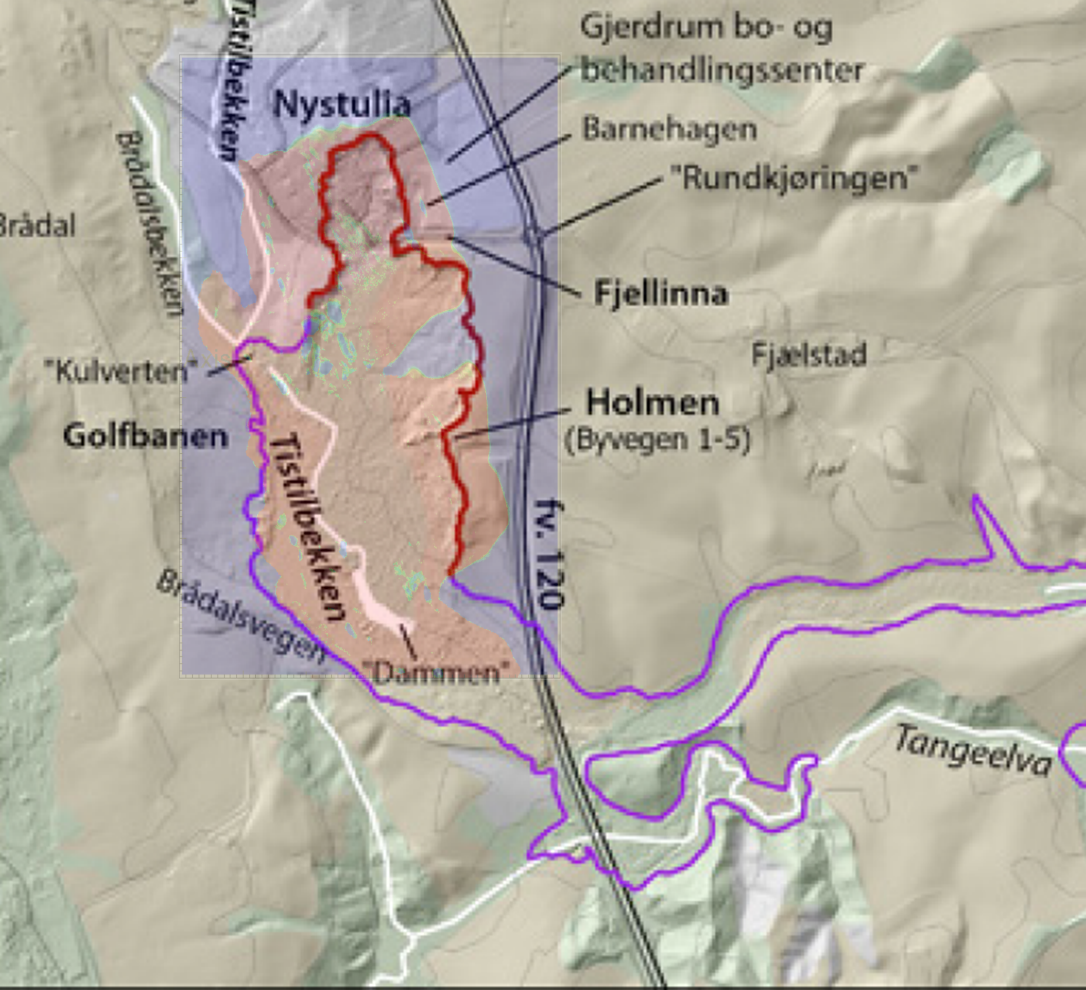 Tistilbekken
Gjerdrum bo- og
behandlingssenter
Nystulia
Barnehagen
Brådalsbekken
"Rundkjøringen"
Brådal
Fjellinna
Fjælstad
"Kulverten"
Holmen
(Byvegen 1-5)
Golfbanen
Tistilbekken
fv. 120
Brådalsvegen
"Dammen"
Tangeelva